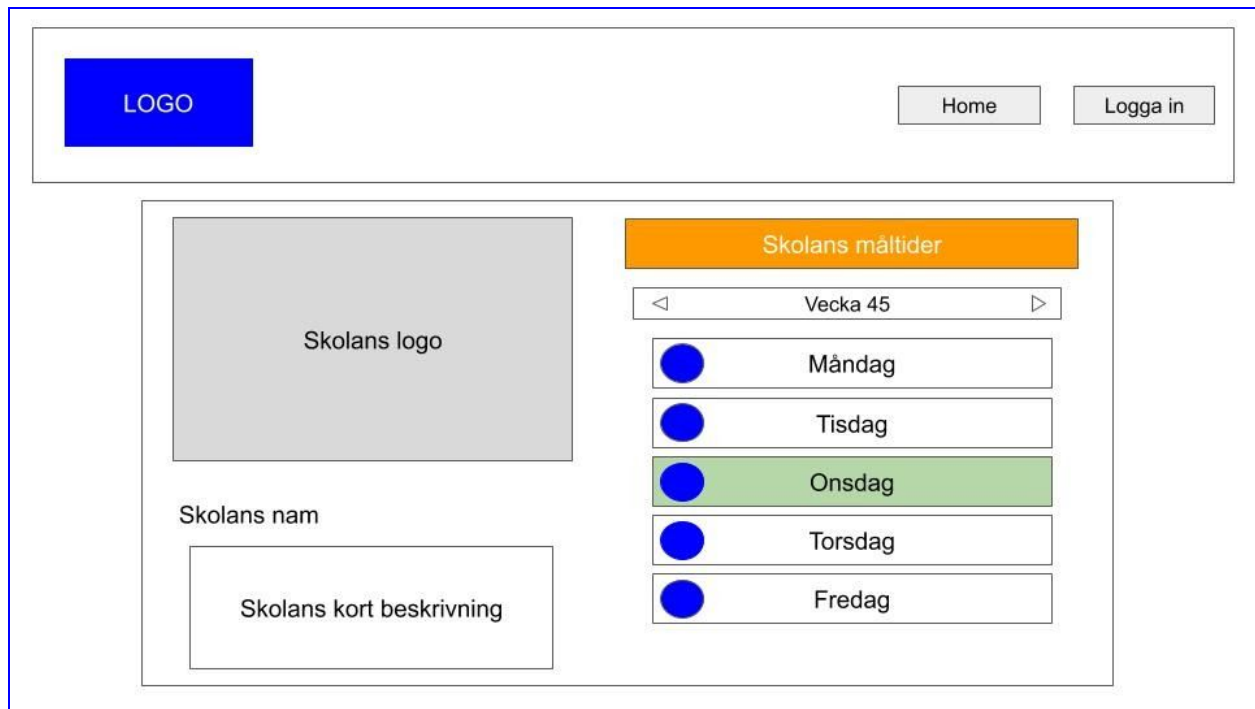 LOGO
Home
Logga in
Skolans logo
Skolans nam
Skolans kort beskrivning
Skolans måltider
Vecka 45
Måndag
Tisdag
Onsdag
Torsdag
Fredag